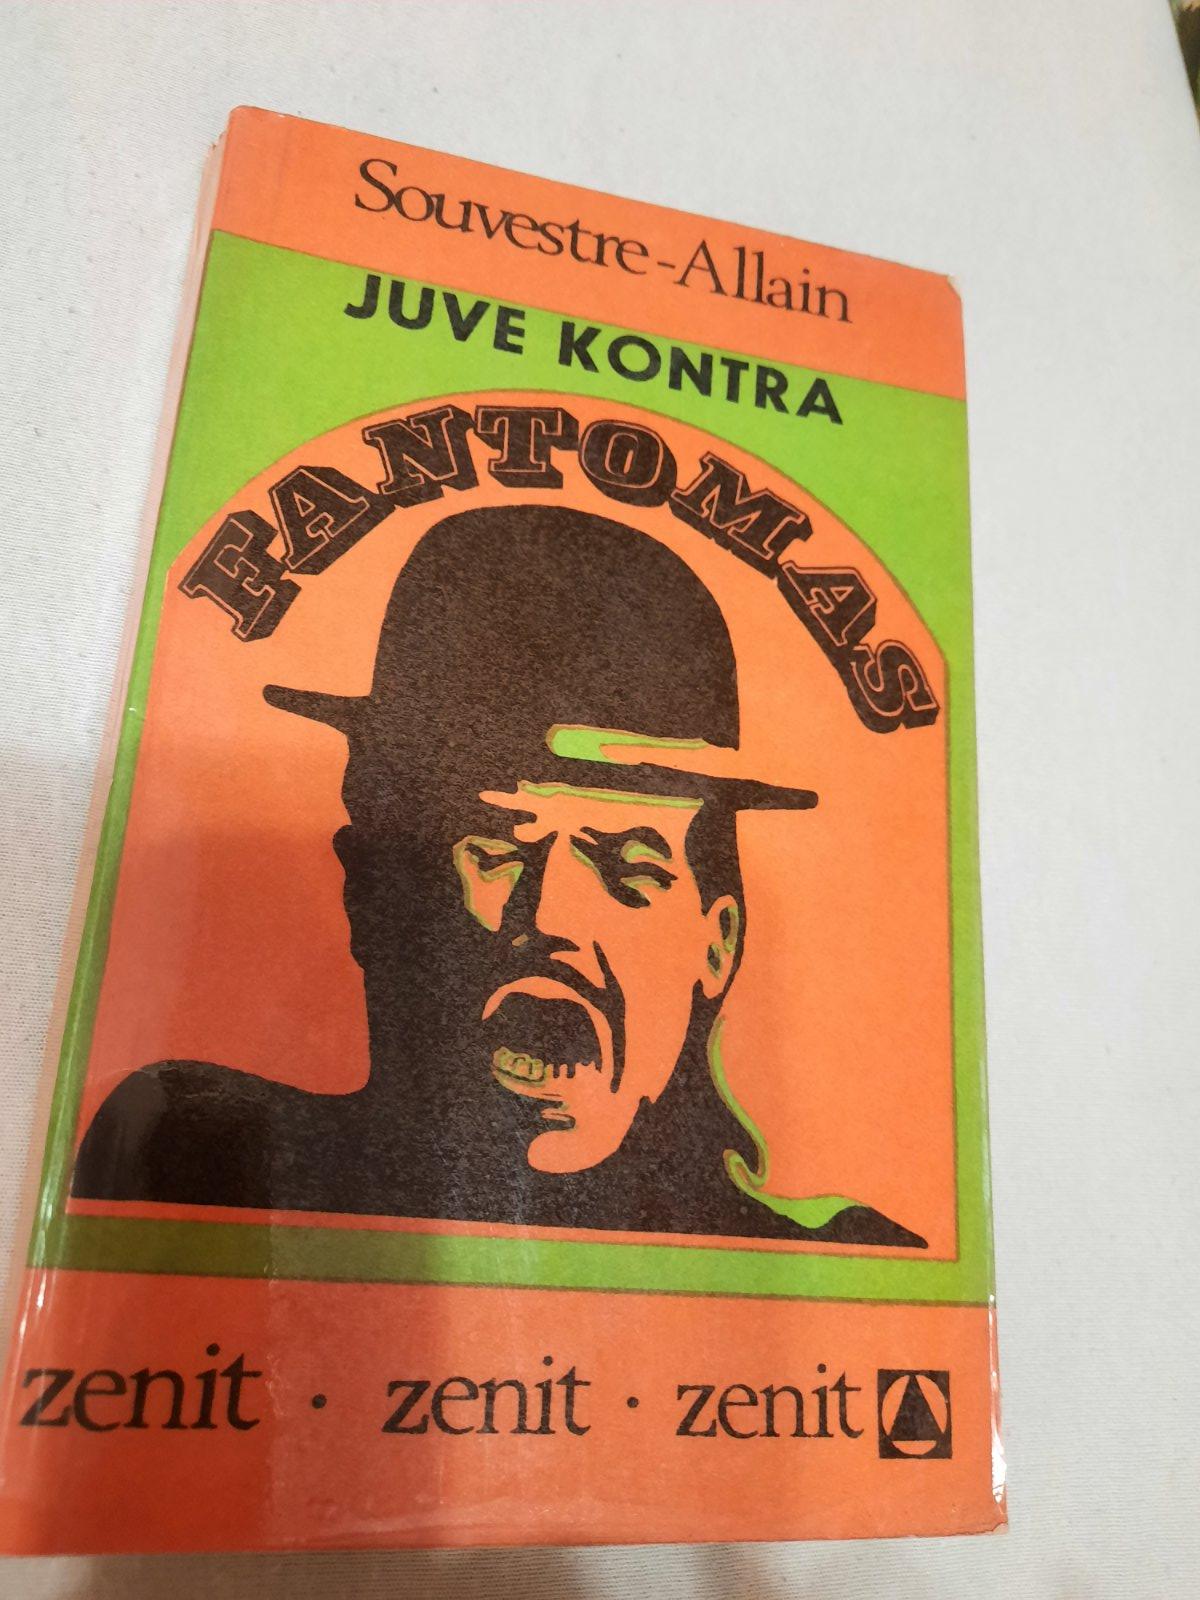 Souvestre-Allain
JUVE KONTRA
FANTOMAS
zenit · zenit · zenit